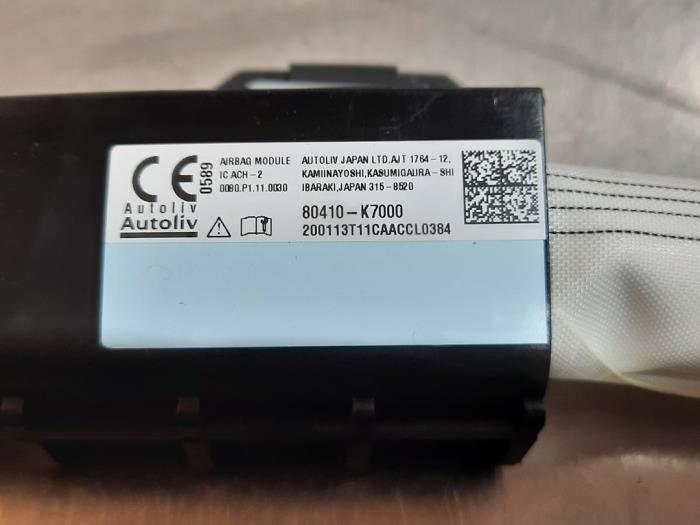 CE
0589
AIRBAG MODULE
IC ACH-2
0080.P1.11.0030
AUTOLIV JAPAN LTD.AJT 1764-12,
KAMIINAYOSHI,KASUMIGAURA-SHI
IBARAKI,JAPAN 315-8520
Autoliv
Autoliv
80410-K7000
200113T11CAACCL0384